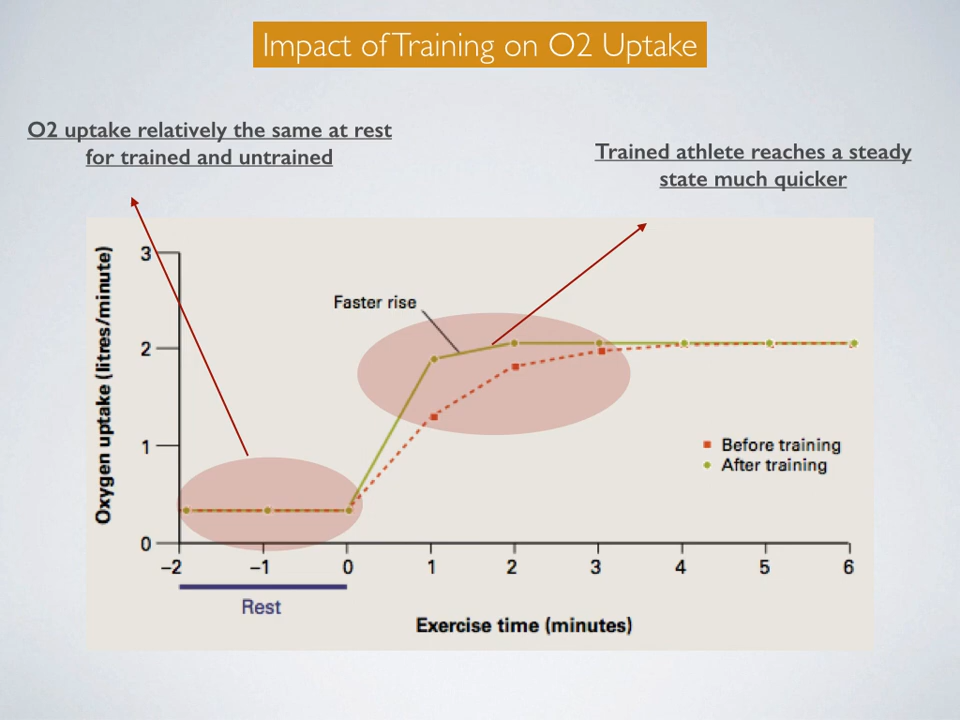 Impact of Training on O2 Uptake
O2 uptake relatively the same at rest
for trained and untrained
Trained athlete reaches a steady
state much quicker
Oxygen uptake (litres/minute)
3
2
1
0
Faster rise
Before training
After training
−2
−1
0
1
2
3
4
5
6
Rest
Exercise time (minutes)